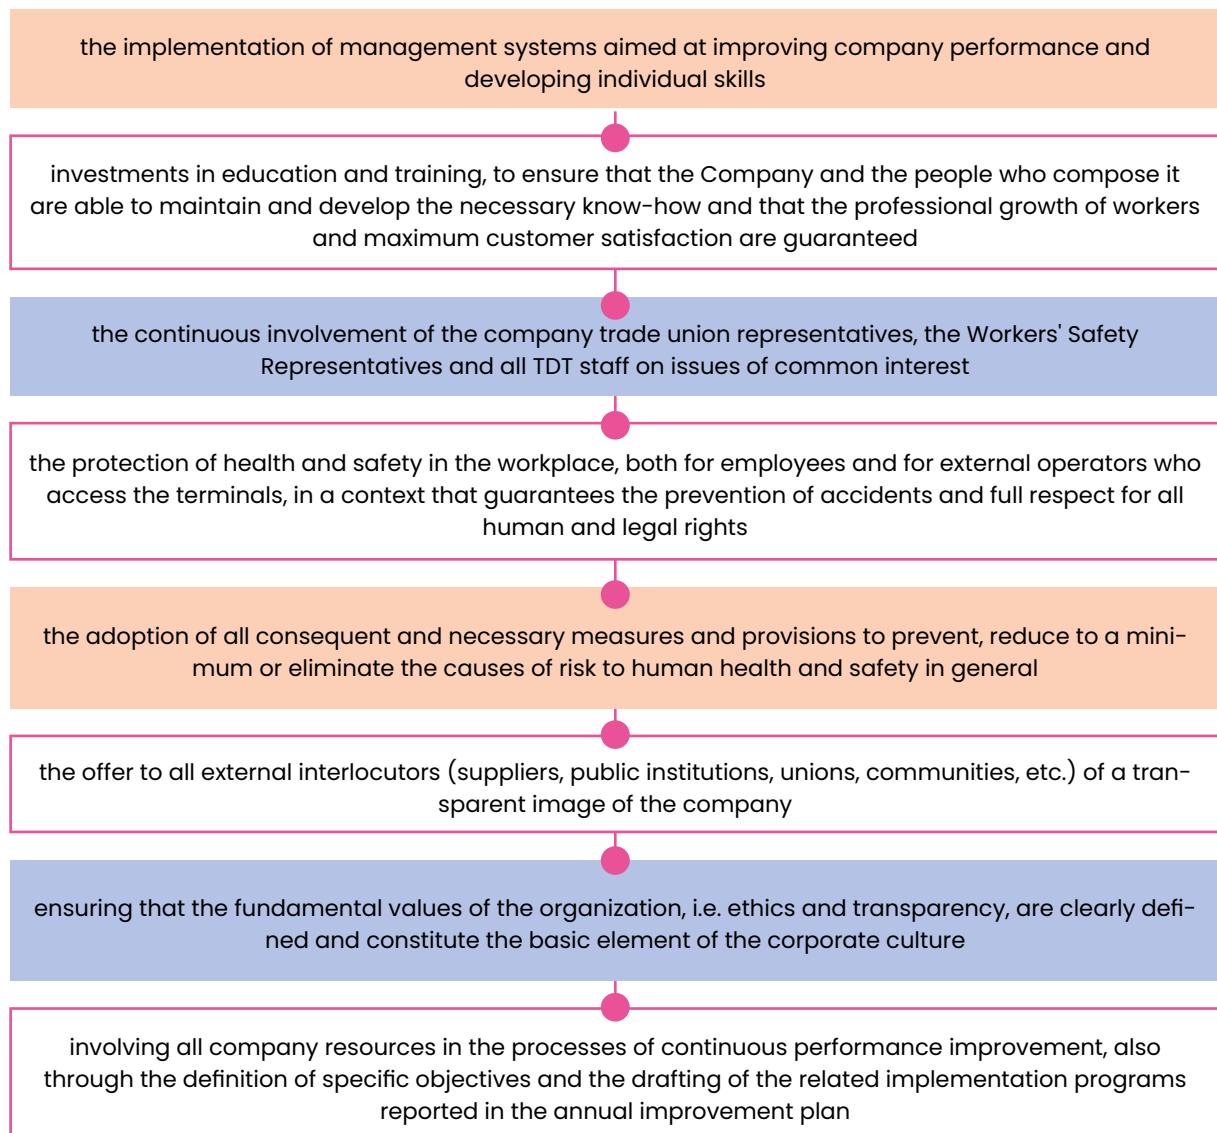 the implementation of management systems aimed at improving company performance and
developing individual skills
investments in education and training, to ensure that the Company and the people who compose it
are able to maintain and develop the necessary know-how and that the professional growth of workers
and maximum customer satisfaction are guaranteed
the continuous involvement of the company trade union representatives, the Workers' Safety
Representatives and all TDT staff on issues of common interest
the protection of health and safety in the workplace, both for employees and for external operators who
access the terminals, in a context that guarantees the prevention of accidents and full respect for all
human and legal rights
the adoption of all consequent and necessary measures and provisions to prevent, reduce to a mini-
mum or eliminate the causes of risk to human health and safety in general
the offer to all external interlocutors (suppliers, public institutions, unions, communities, etc.) of a tran-
sparent image of the company
ensuring that the fundamental values of the organization, i.e. ethics and transparency, are clearly defi-
ned and constitute the basic element of the corporate culture
involving all company resources in the processes of continuous performance improvement, also
through the definition of specific objectives and the drafting of the related implementation programs
reported in the annual improvement plan